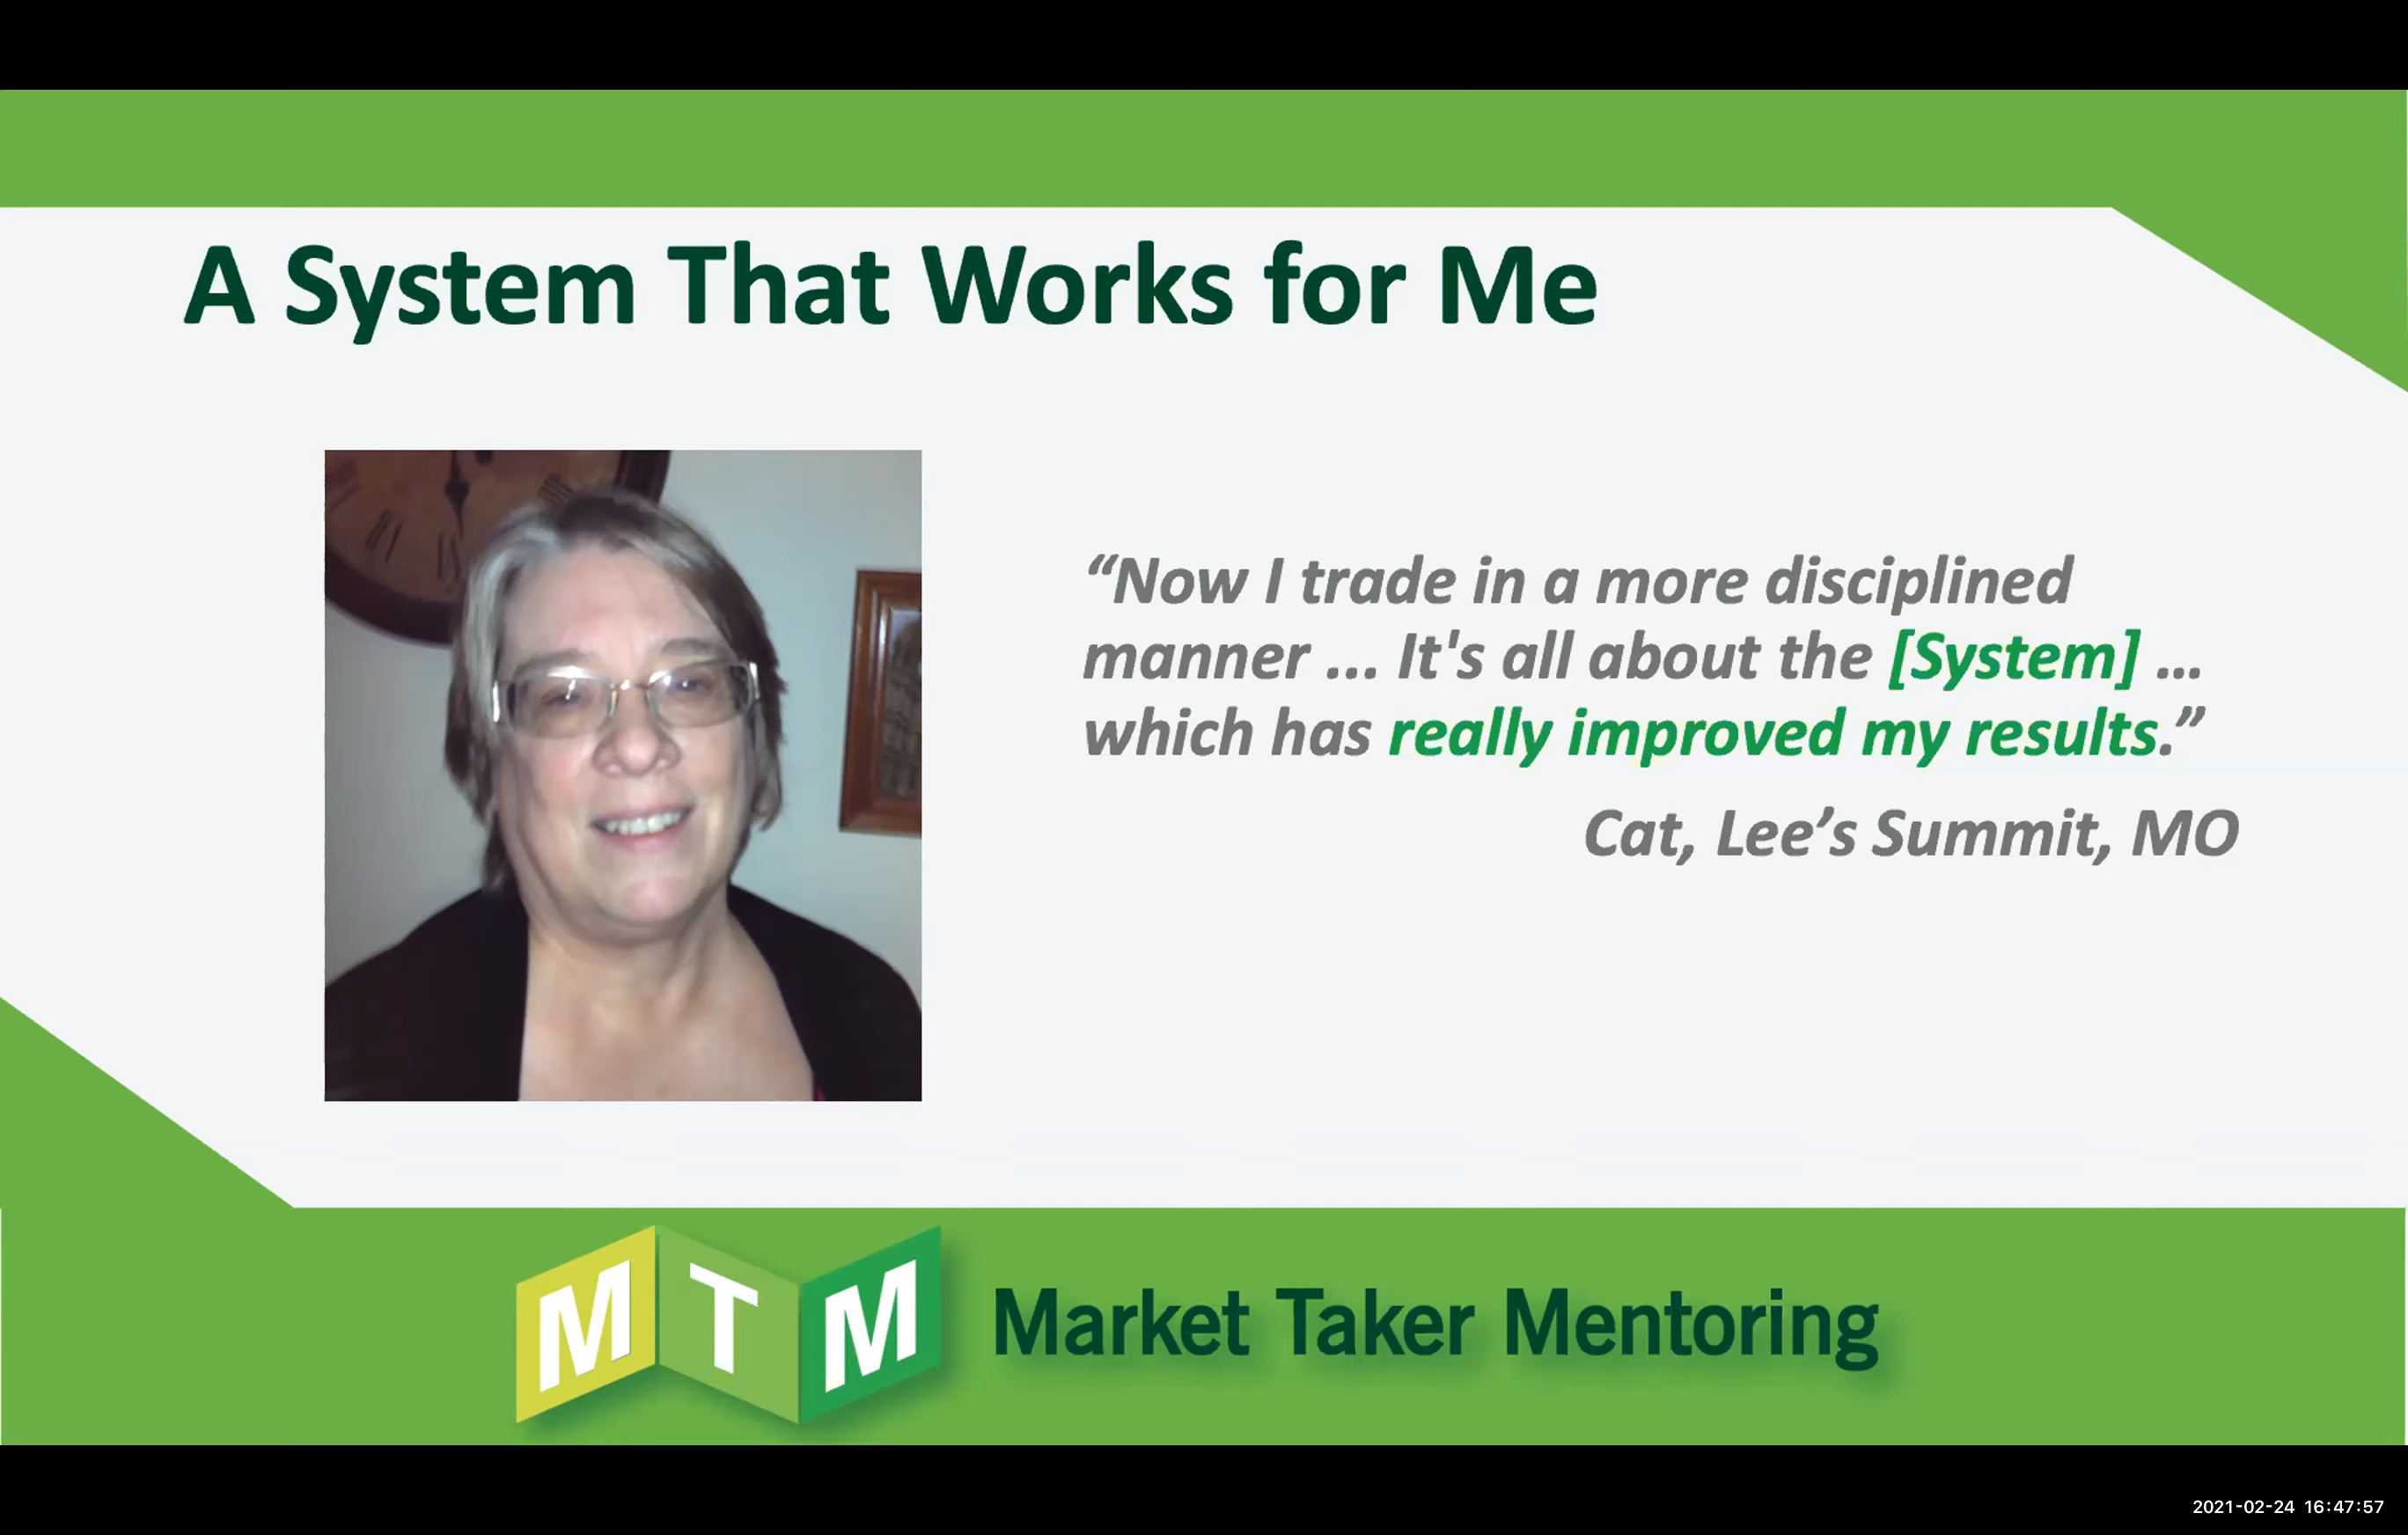 A System That Works for Me
“Now I trade in a more disciplined
manner ... It's all about the [System] ...
which has really improved my results.”
Cat, Lee’s Summit, MO
MTM Market Taker Mentoring
2021-02-24 16:47:57